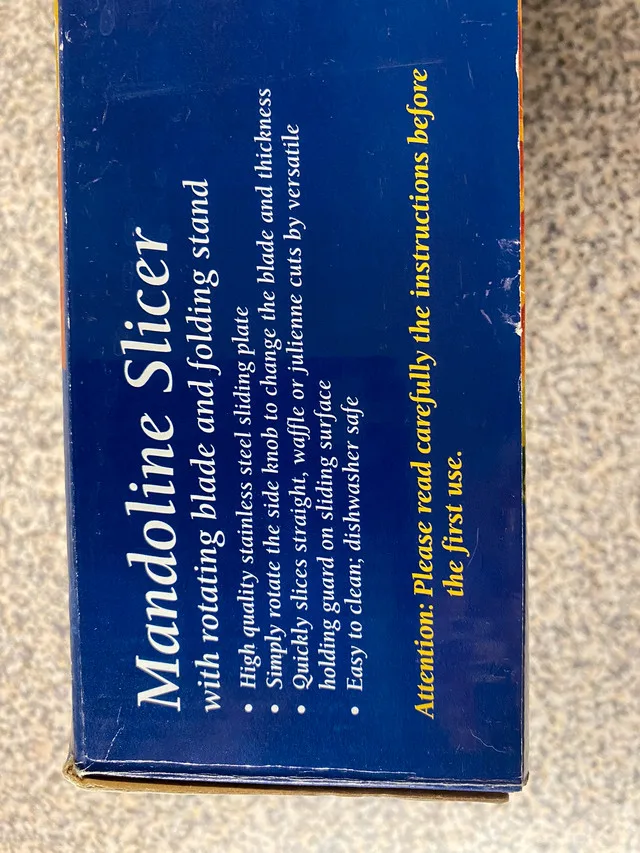 Mandoline Slicer
with rotating blade and folding stand
• High quality stainless steel sliding plate
• Simply rotate the side knob to change the blade and thickness
• Quickly slices straight, waffle or julienne cuts by versatile
holding guard on sliding surface
• Easy to clean; dishwasher safe
Attention: Please read carefully the instructions before
the first use.